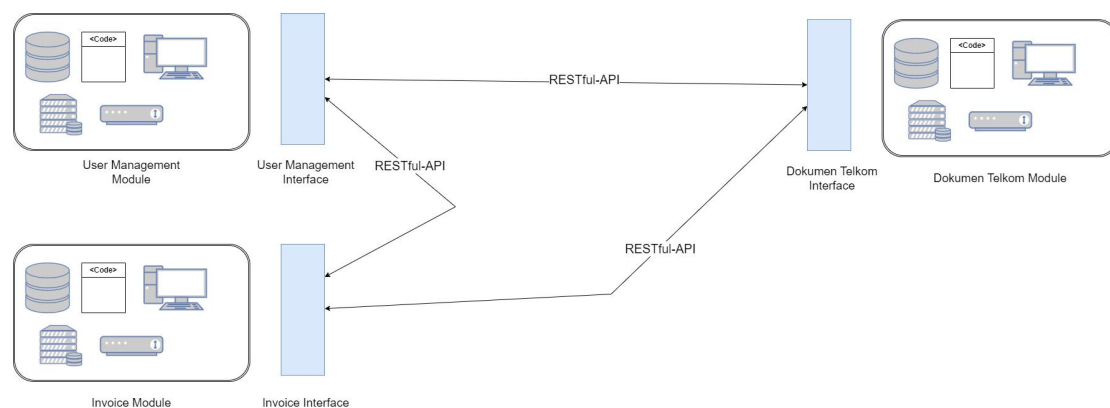 <Code>
User Management
Module
User Management
Interface
RESTful-API
Dokumen Telkom
Interface
<Code>
Dokumen Telkom Module
RESTful-API
RESTful-API
<Code>
Invoice Module
Invoice Interface